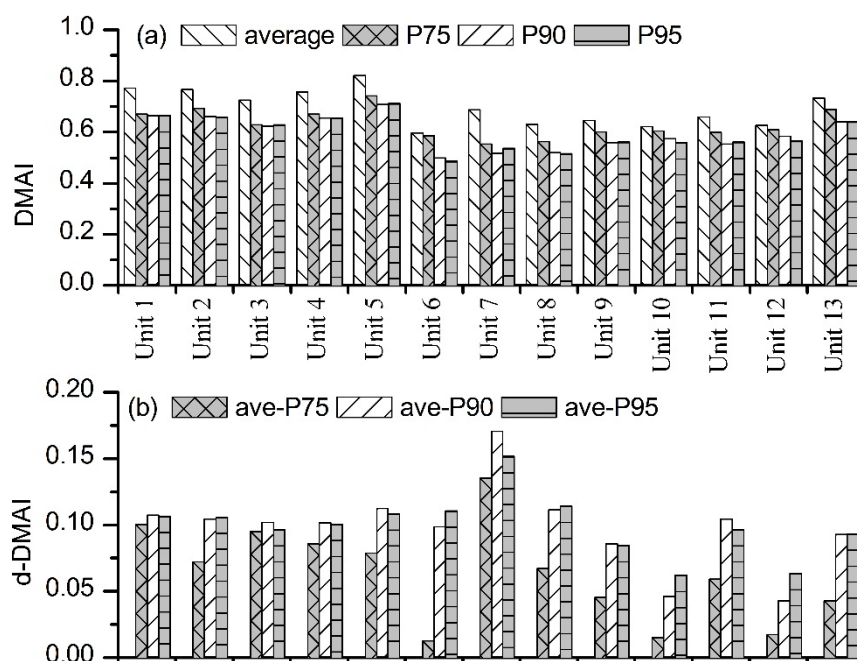 1.0
(a) average P75 P90 P95
0.8
0.6
0.4
0.2
0.0
DMAI
Unit 1 Unit 2 Unit 3 Unit 4 Unit 5 Unit 6 Unit 7 Unit 8 Unit 9 Unit 10 Unit 11 Unit 12 Unit 13
0.20
(b) ave-P75 ave-P90 ave-P95
0.15
0.10
0.05
0.00
d-DMAI